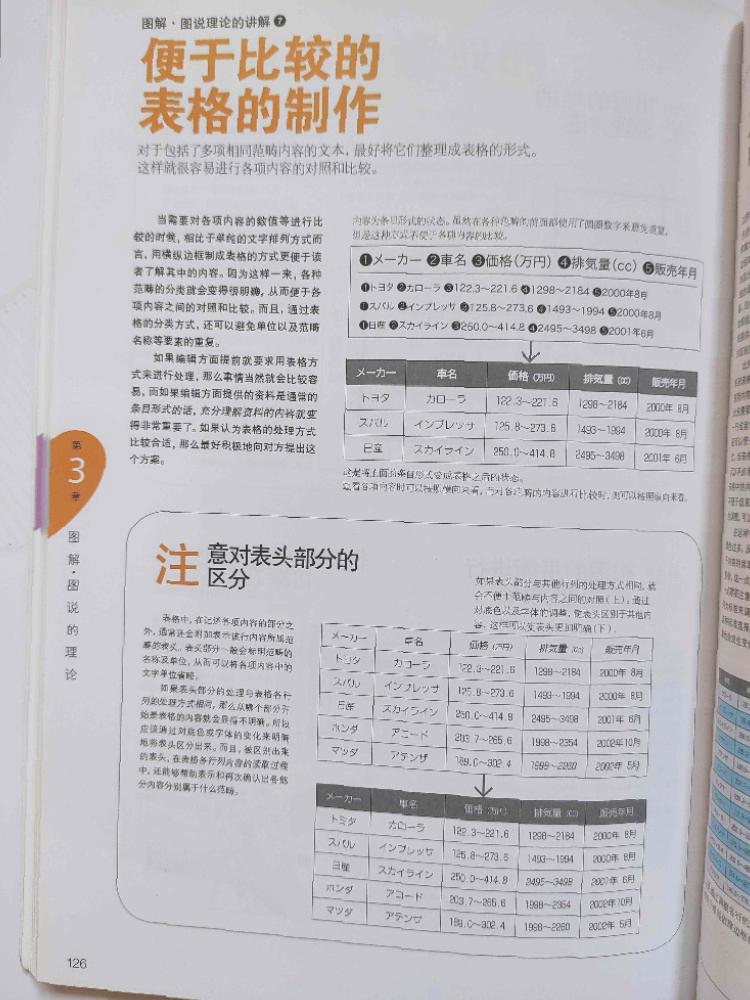 图解·图说理论的讲解❼
便于比较的
表格的制作
对于包括了多项相同范畴内容的文本，最好将它们整理成表格的形式。
这样就很容易进行各项内容的对照和比较。
当需要对各项内容的数值等进行比
较的时候，相比于单纯的文字排列方式而
言，用横纵边框制成表格的方式更便于读
者了解其中的内容。因为这样一来，各种
范畴的分类就会变得很明确，从而便于各
项内容之间的对照和比较。而且，通过表
格的分类方式，还可以避免单位以及范畴
名称等要素的重复。
如果编辑方面提前就要求用表格方
式来进行处理，那么事情当然就会比较容
易，而如果编辑方面提供的资料是通常的
条目形式的话，充分理解资料的内容就变
得非常重要了。如果认为表格的处理方式
比较合适，那么最好积极地向对方提出这
个方案。
内容为条目形式的状态。虽然在各种范畴的前面都使用了圆圈数字来避免重复，
但是这种方式不便于各项内容的比较。
❶メーカー ❷車名 ❸価格(万円) ❹排気量(cc) ❺販売年月
❶トヨタ ❷カローラ ❸122.3～221.6 ❹1298～2184 ❺2000年8月
❶スバル ❷インプレッサ ❸125.8～273.6 ❹1493～1994 ❺2000年8月
❶日産 ❷スカイライン ❸250.0～414.8 ❹2495～3498 ❺2001年6月
メーカー 車名 価格(万円) 排気量(cc) 販売年月
トヨタ カローラ 122.3～221.6 1298～2184 2000年 8月
スバル インプレッサ 125.8～273.6 1493～1994 2000年 8月
日産 スカイライン 250.0～414.8 2495～3498 2001年 6月
这是将上面的条目形式变成表格之后的状态。
查看各项内容时可以按照横向来看，而对各范畴的内容进行比较时，则可以按照纵向来看。
第
3
章
图解·图说的理论
注意对表头部分的
区分
表格中，在记述各项内容的部分之
外，通常还会附加表示该行内容所属范
畴的表头。表头部分一般会标明范畴的
名称及单位，从而可以将各项内容中的
文字单位省略。
如果表头部分的处理与表格各行
列的处理方式相同，那么从哪个部分开
始是表格的内容就会显得不明确。所以
应该通过对底色或字体的变化来明确
地将表头区分出来。而且，被区分出来
的表头，在表格各行列内容的读取过程
中，还能够帮助表示和再次确认出各部
分内容分别属于什么范畴。
如果表头部分与其他行列的处理方式相同，就
会不便于范畴与内容之间的对照（上）。通过
对底色以及字体的调整，使表头区别于其他内
容，这样可以变表头更加明确（下）。
メーカー 車名 価格(万円) 排気量(cc) 販売年月
トヨタ カローラ 122.3～221.6 1298～2184 2000年 8月
スバル インプレッサ 125.8～273.6 1493～1994 2000年 8月
日産 スカイライン 250.0～414.8 2495～3498 2001年 6月
ホンダ アコード 203.7～265.6 1998～2354 2002年10月
マツダ アテンザ 189.0～302.4 1998～2260 2002年 5月
メーカー 車名 価格(万円) 排気量(cc) 販売年月
トヨタ カローラ 122.3～221.6 1298～2184 2000年 8月
スバル インプレッサ 125.8～273.6 1493～1994 2000年 8月
日産 スカイライン 250.0～414.8 2495～3498 2001年 6月
ホンダ アコード 203.7～265.6 1998～2354 2002年10月
マツダ アテンザ 189.0～302.4 1998～2260 2002年 5月
126